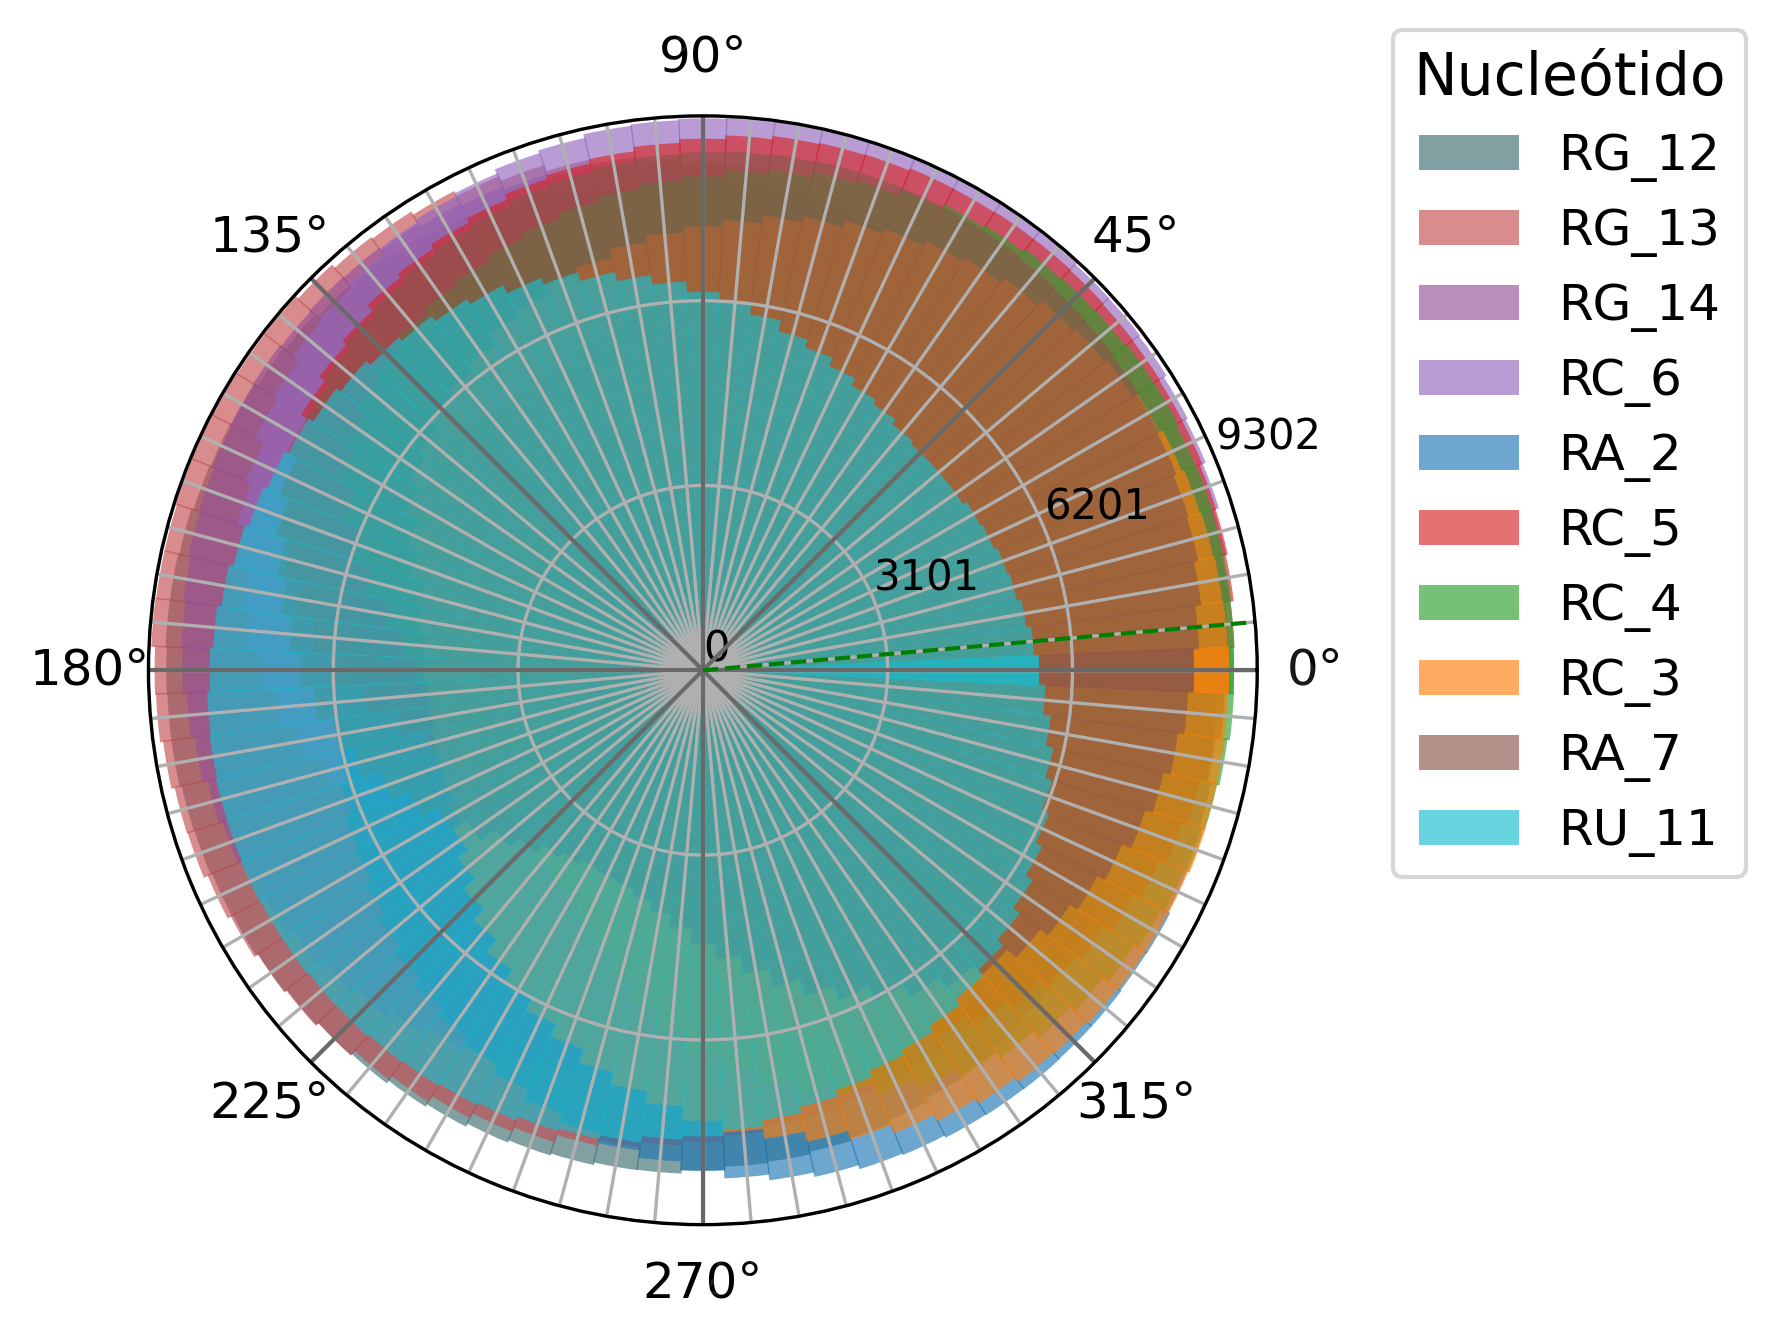 90°
135°
45°
180°
0°
225°
315°
270°
0
3101
6201
9302
Nucleótido
RG_12
RG_13
RG_14
RC_6
RA_2
RC_5
RC_4
RC_3
RA_7
RU_11